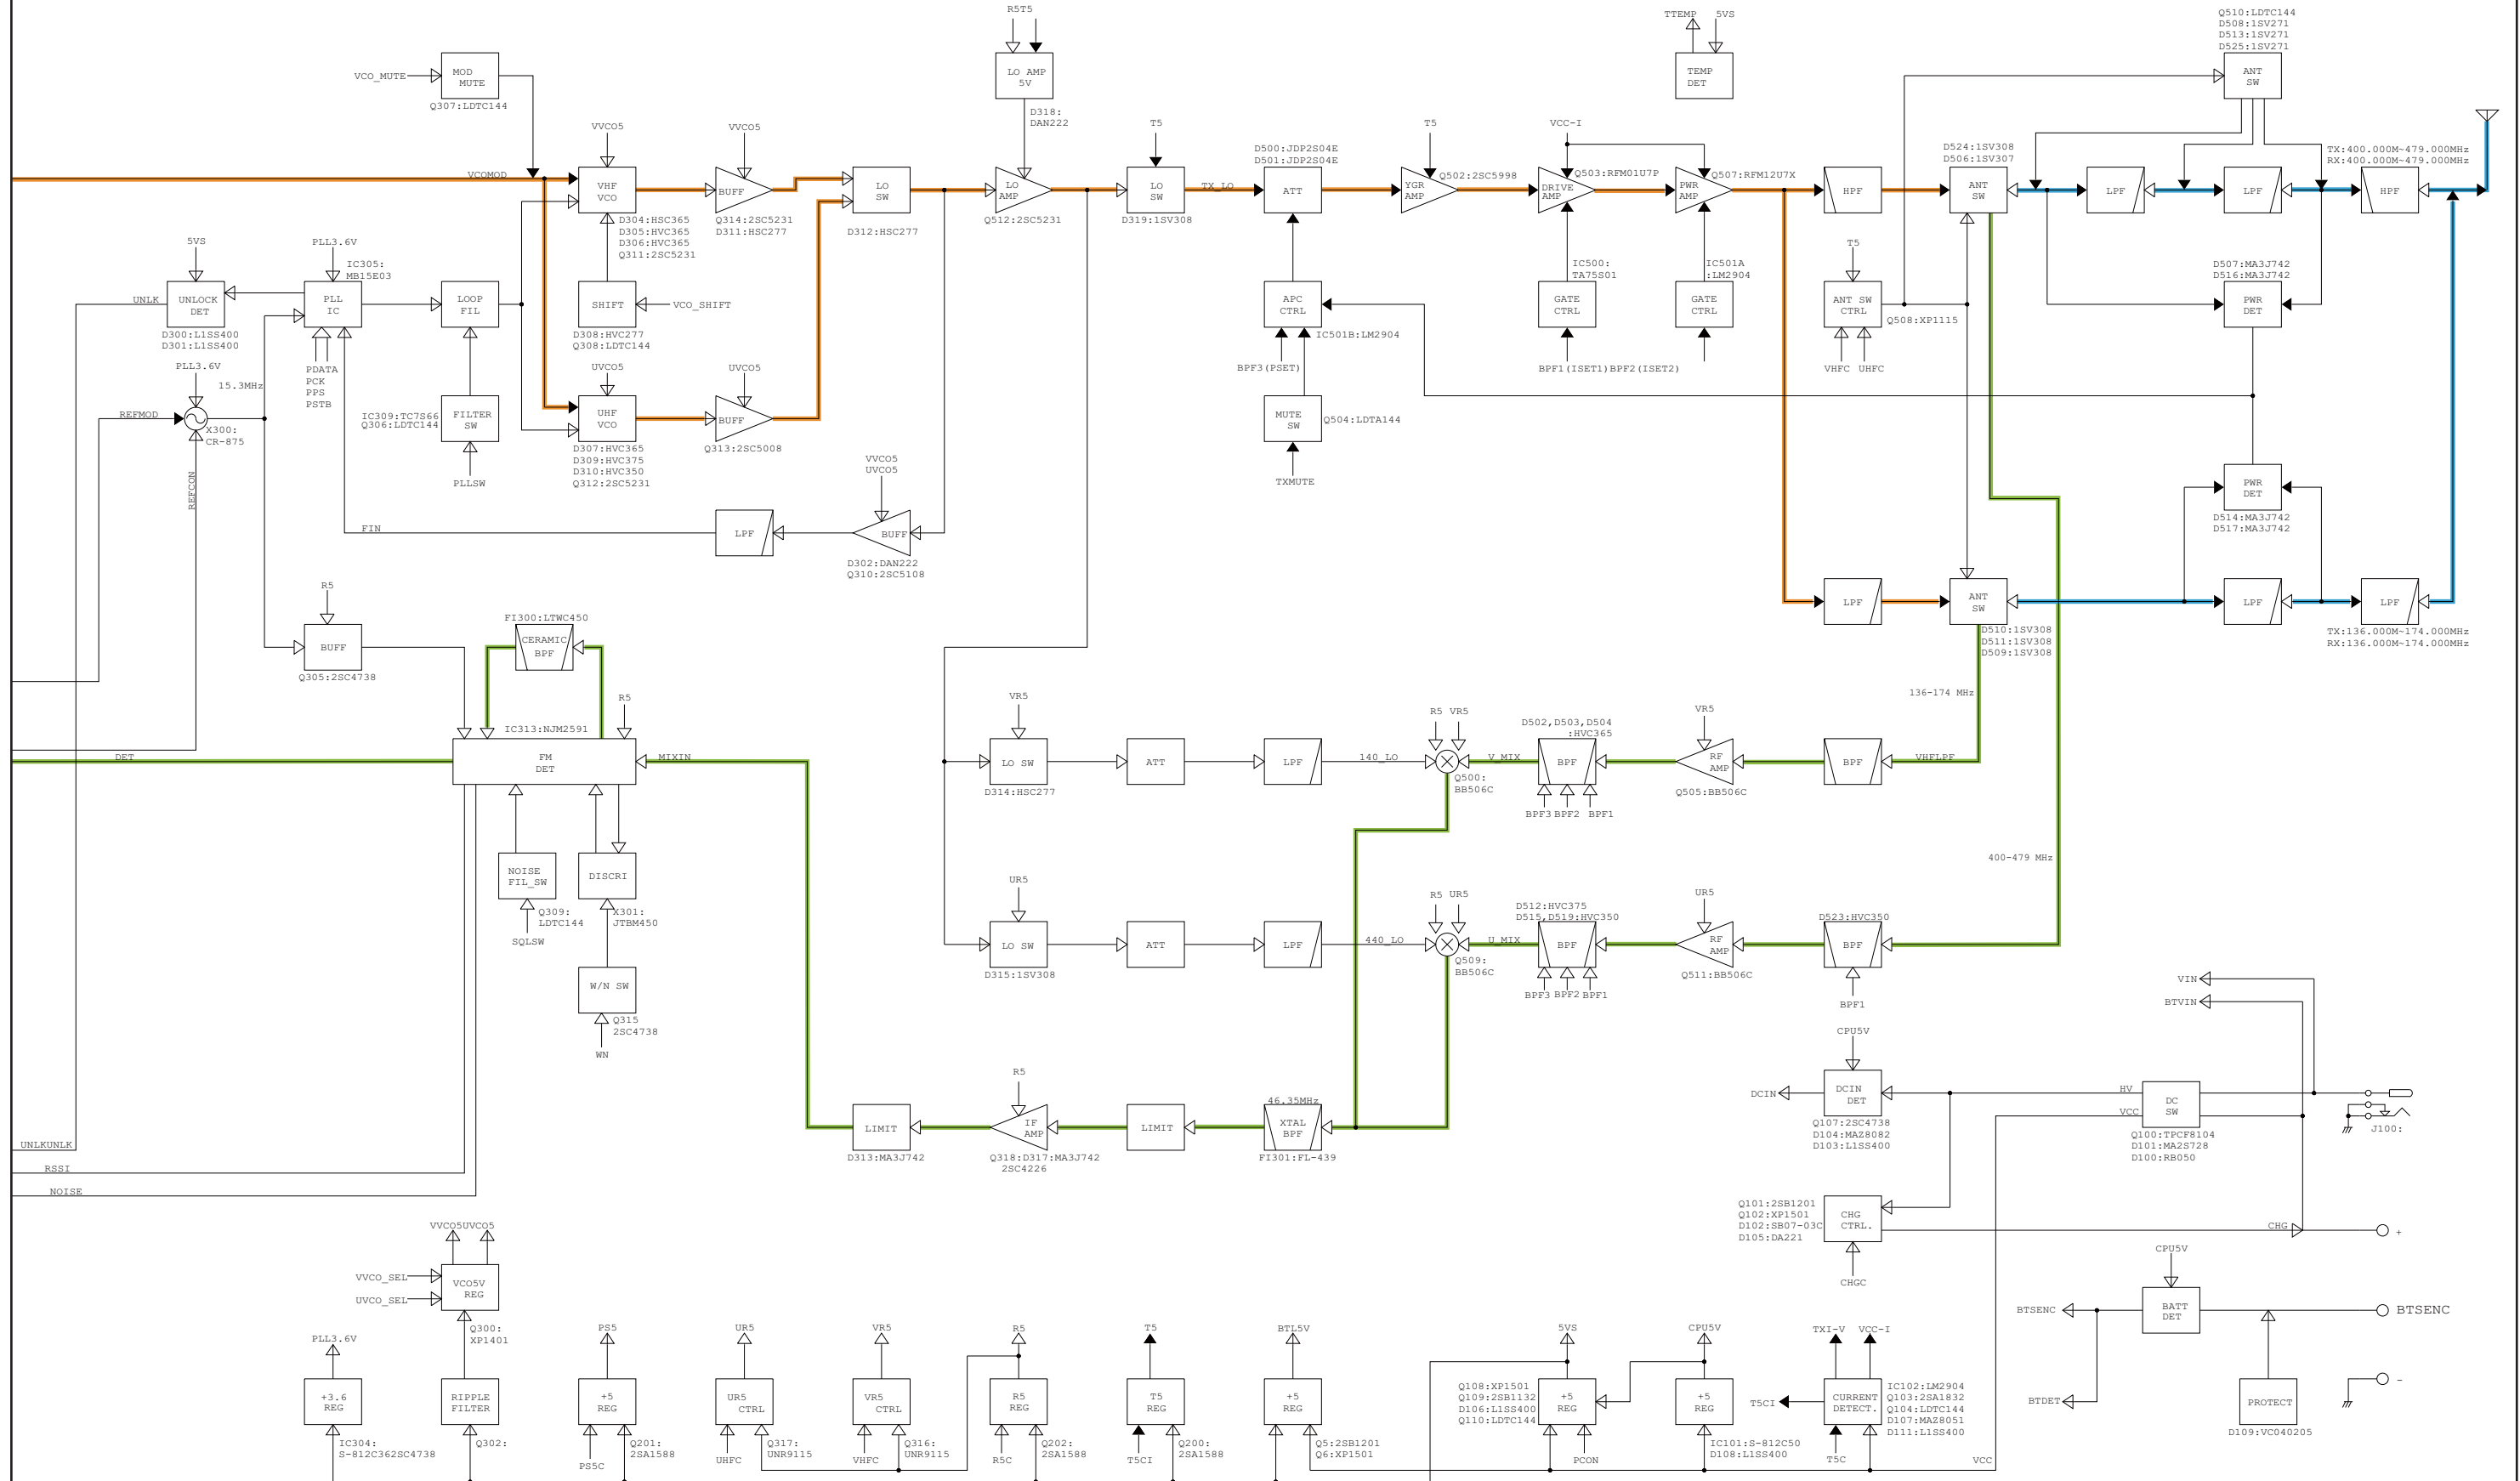 R5T5
TTEMP
5VS
Q510:LDTC144
D508:1SV271
D513:1SV271
D525:1SV271
VCO_MUTE
MOD
MUTE
Q307:LDTC144
LO AMP
5V
D318:
DAN222
TEMP
DET
ANT
SW
VVCO5
VVCO5
T5
T5
VCC-I
D500:JDP2S04E
D501:JDP2S04E
D524:1SV308
D506:1SV307
TX:400.000M~479.000MHz
RX:400.000M~479.000MHz
VCOMOD
VHF
VCO
BUFF
LO
SW
LO
AMP
LO
SW
TX_LO
ATT
YGR
AMP
Q502:2SC5998
DRIVE
AMP
Q503:RFM01U7P
PWR
AMP
Q507:RFM12U7X
HPF
ANT
SW
LPF
LPF
HPF
D304:HSC365
D305:HVC365
D306:HVC365
Q311:2SC5231
Q314:2SC5231
D311:HSC277
D312:HSC277
Q512:2SC5231
D319:1SV308
5VS
PLL3.6V
IC305:
MB15E03
UNLK
UNLOCK
DET
D300:L1SS400
D301:L1SS400
PLL
IC
LOOP
FIL
SHIFT
VCO_SHIFT
D308:HVC277
Q308:LDTC144
APC
CTRL
IC501B:LM2904
BPF3(PSET)
IC500:
TA75S01
GATE
CTRL
BPF1(ISET1)
IC501A
:LM2904
GATE
CTRL
BPF2(ISET2)
T5
ANT SW
CTRL
Q508:XP1115
VHFC
UHFC
D507:MA3J742
D516:MA3J742
PWR
DET
PLL3.6V
15.3MHz
PDATA
PCK
PPS
PSTB
REFMOD
X300:
CR-875
REFCON
IC309:TC7S66
Q306:LDTC144
FILTER
SW
PLLSW
UVCO5
UHF
VCO
D307:HVC365
D309:HVC375
D310:HVC350
Q312:2SC5231
UVCO5
BUFF
Q313:2SC5008
MUTE
SW
Q504:LDTA144
TXMUTE
VVCO5
UVCO5
FIN
LPF
BUFF
D302:DAN222
Q310:2SC5108
PWR
DET
D514:MA3J742
D517:MA3J742
R5
BUFF
Q305:2SC4738
FI300:LTWC450
CERAMIC
BPF
LPF
ANT
SW
D510:1SV308
D511:1SV308
D509:1SV308
LPF
LPF
TX:136.000M~174.000MHz
RX:136.000M~174.000MHz
136-174 MHz
R5
IC313:NJM2591
DET
FM
DET
MIXIN
VR5
LO SW
D314:HSC277
ATT
LPF
140_LO
R5
VR5
Q500:
BB506C
V_MIX
D502,D503,D504
:HVC365
BPF
BPF3
BPF2
BPF1
VR5
RF
AMP
Q505:BB506C
BPF
VHFLPF
400-479 MHz
NOISE
FIL_SW
Q309:
LDTC144
SQLSW
DISCRI
X301:
JTBM450
W/N SW
Q315
2SC4738
WN
UR5
LO SW
D315:1SV308
ATT
LPF
440_LO
R5
UR5
Q509:
BB506C
U_MIX
D512:HVC375
D515,D519:HVC350
BPF
BPF3
BPF2
BPF1
UR5
RF
AMP
Q511:BB506C
D523:HVC350
BPF
BPF1
VIN
BTVIN
R5
LIMIT
D313:MA3J742
IF
AMP
Q318:D317:MA3J742
2SC4226
LIMIT
46.35MHz
XTAL
BPF
FI301:FL-439
CPU5V
DCIN
DCIN
DET
Q107:2SC4738
D104:MAZ8082
D103:L1SS400
HV
VCC
DC
SW
Q100:TPCF8104
D101:MA2S728
D100:RB050
J100:
UNLKUNLK
RSSI
NOISE
Q101:2SB1201
Q102:XP1501
D102:SB07-03C
D105:DA221
CHG
CTRL.
CHGC
CHG
+
VVCO5UVCO5
VVCO_SEL
UVCO_SEL
VCO5V
REG
Q300:
XP1401
CPU5V
BTSENC
BATT
DET
BTSENC
PLL3.6V
+3.6
REG
IC304:
S-812C362SC4738
RIPPLE
FILTER
Q302:
PS5
+5
REG
PS5C
Q201:
2SA1588
UR5
UR5
CTRL
UHFC
Q317:
UNR9115
VR5
VR5
CTRL
VHFC
Q316:
UNR9115
R5
R5
REG
R5C
Q202:
2SA1588
T5
T5
REG
T5CI
Q200:
2SA1588
BTL5V
+5
REG
Q5:2SB1201
Q6:XP1501
5VS
Q108:XP1501
Q109:2SB1132
D106:L1SS400
Q110:LDTC144
+5
REG
PCON
CPU5V
+5
REG
IC101:S-812C50
D108:L1SS400
TXI-V
VCC-I
T5CI
CURRENT
DETECT.
IC102:LM2904
Q103:2SA1832
Q104:LDTC144
D107:MAZ8051
D111:L1SS400
T5C
VCC
BTDET
PROTECT
D109:VC040205
-